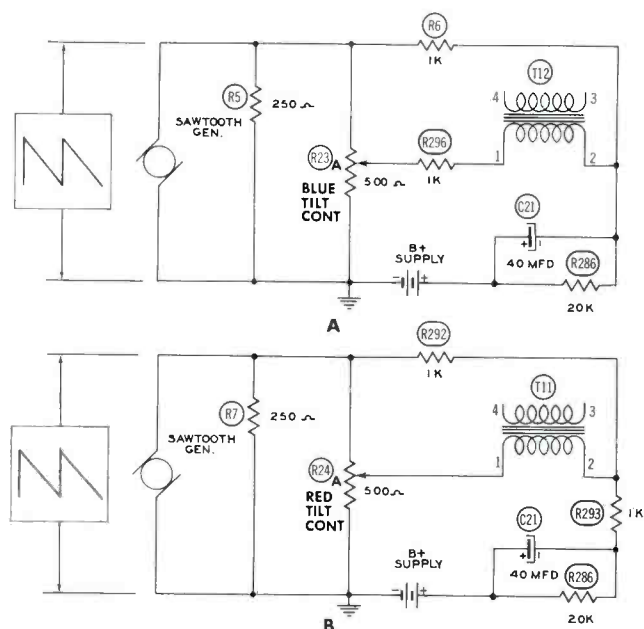 R6
1K
T12
4 3
R5
250 Ω
SAWTOOTH
GEN.
R23
A
R296
1K
1 2
500 Ω
BLUE
TILT
CONT
C21
+ -
40 MFD
B+
SUPPLY
- +
R286
20K
A
R292
1K
T11
4 3
R7
250 Ω
SAWTOOTH
GEN.
R24
A
1 2
500 Ω
RED
TILT
CONT
R293
1K
C21
+ -
40 MFD
B+
SUPPLY
- +
R286
20K
B